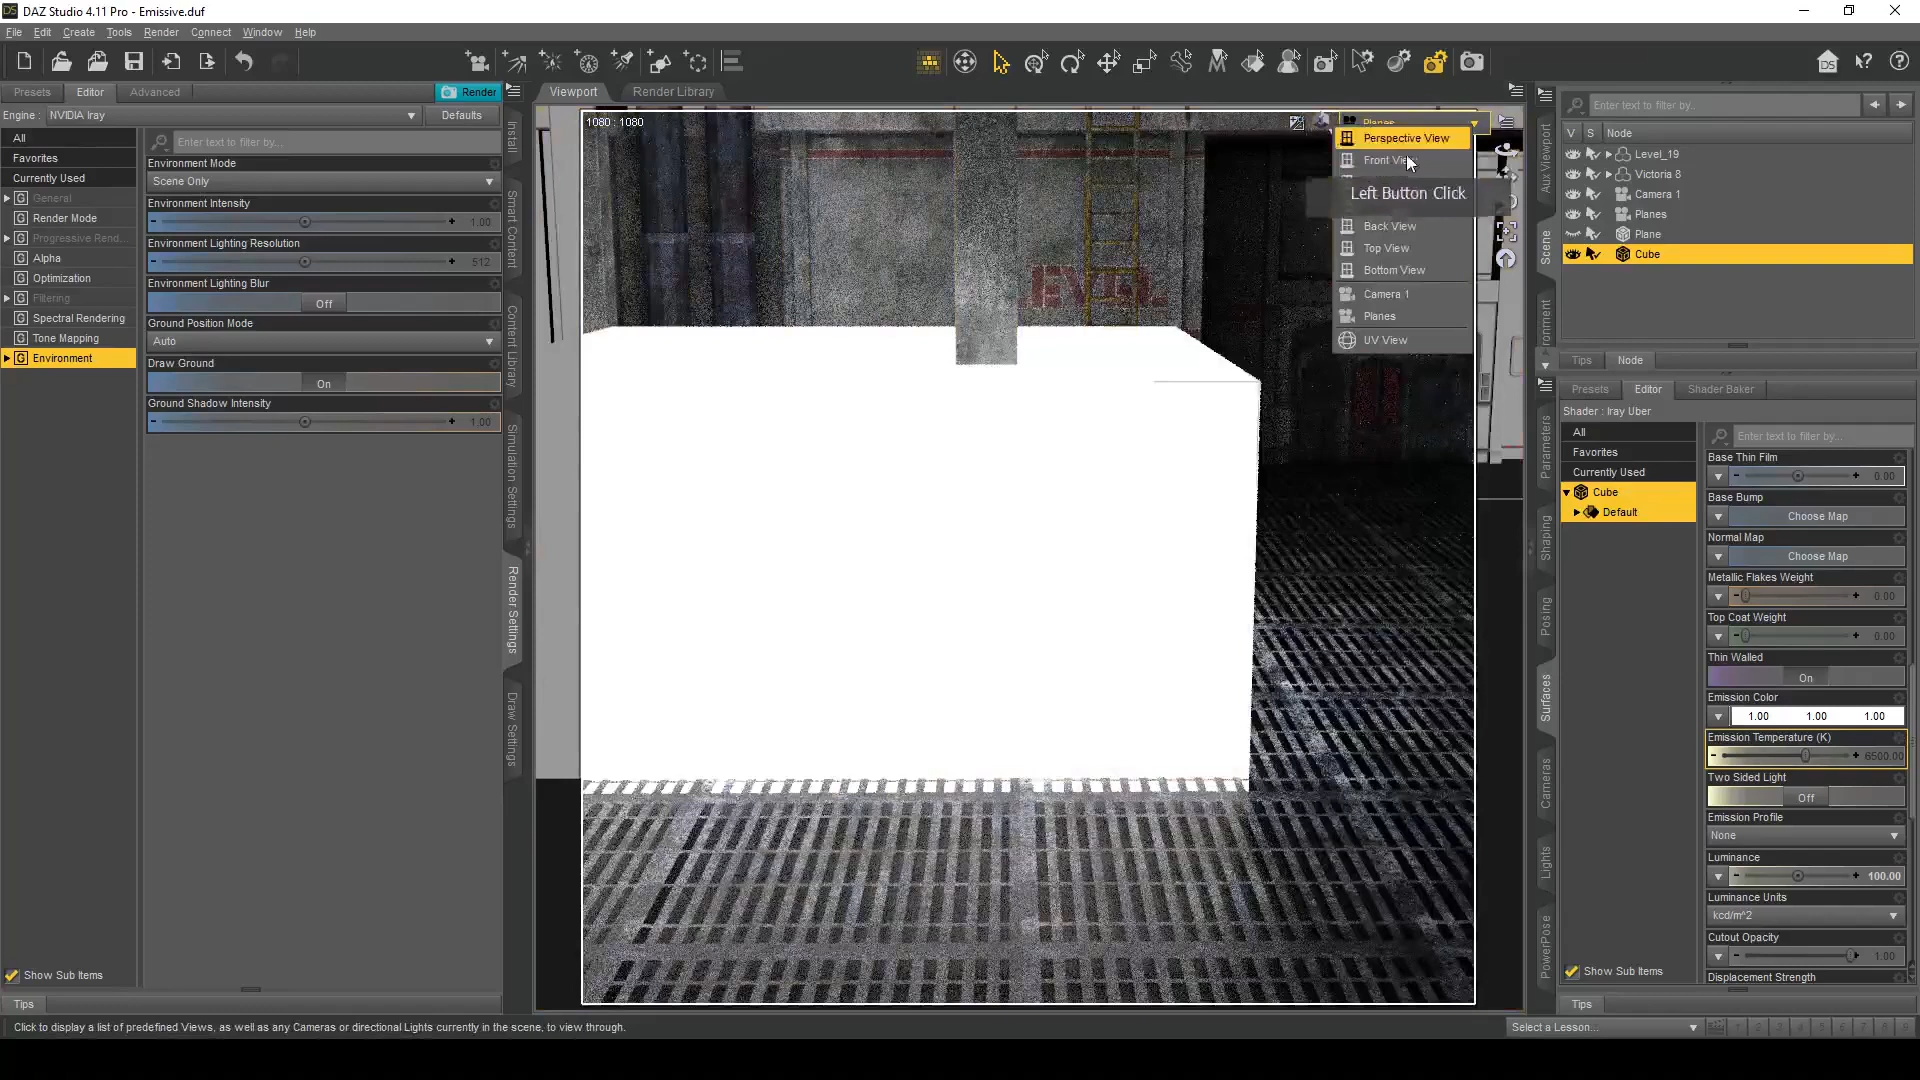 DAZ Studio 4.11 Pro - Emissive.duf
File Edit Create Tools Render Connect Window Help
Presets Editor Advanced Render
Engine : NVIDIA Iray Defaults
All
Favorites
Currently Used
General
Render Mode
Progressive Rend...
Alpha
Optimization
Filtering
Spectral Rendering
Tone Mapping
Environment
Show Sub Items
Tips
Enter text to filter by...
Environment Mode
Scene Only
Environment Intensity
1.00
Environment Lighting Resolution
512
Environment Lighting Blur
Off
Ground Position Mode
Auto
Draw Ground
On
Ground Shadow Intensity
1.00
Install
Smart Content
Content Library
Simulation Settings
Render Settings
Draw Settings
Viewport Render Library
1080 : 1080
Planes
Perspective View
Front
Left Button Click
Back View
Top View
Bottom View
Camera 1
Planes
UV View
LEVEL
Aux Viewport
Scene
Environment
Enter text to filter by..
V S Node
Level_19
Victoria 8
Camera 1
Planes
Plane
Cube
Tips Node
Parameters
Shaping
Posing
Surfaces
Cameras
Lights
PowerPose
Presets Editor Shader Baker
Shader : Iray Uber
All
Favorites
Currently Used
Cube
Default
Show Sub Items
Enter text to filter by...
Base Thin Film
0.00
Base Bump
Choose Map
Normal Map
Choose Map
Metallic Flakes Weight
0.00
Top Coat Weight
0.00
Thin Walled
On
Emission Color
1.00 1.00 1.00
Emission Temperature (K)
6500.00
Two Sided Light
Off
Emission Profile
None
Luminance
100.00
Luminance Units
kcd/m^2
Cutout Opacity
1.00
Displacement Strength
Tips
Click to display a list of predefined Views, as well as any Cameras or directional Lights currently in the scene, to view through.
Select a Lesson...
1 2 3 4 5 6 7 8 9